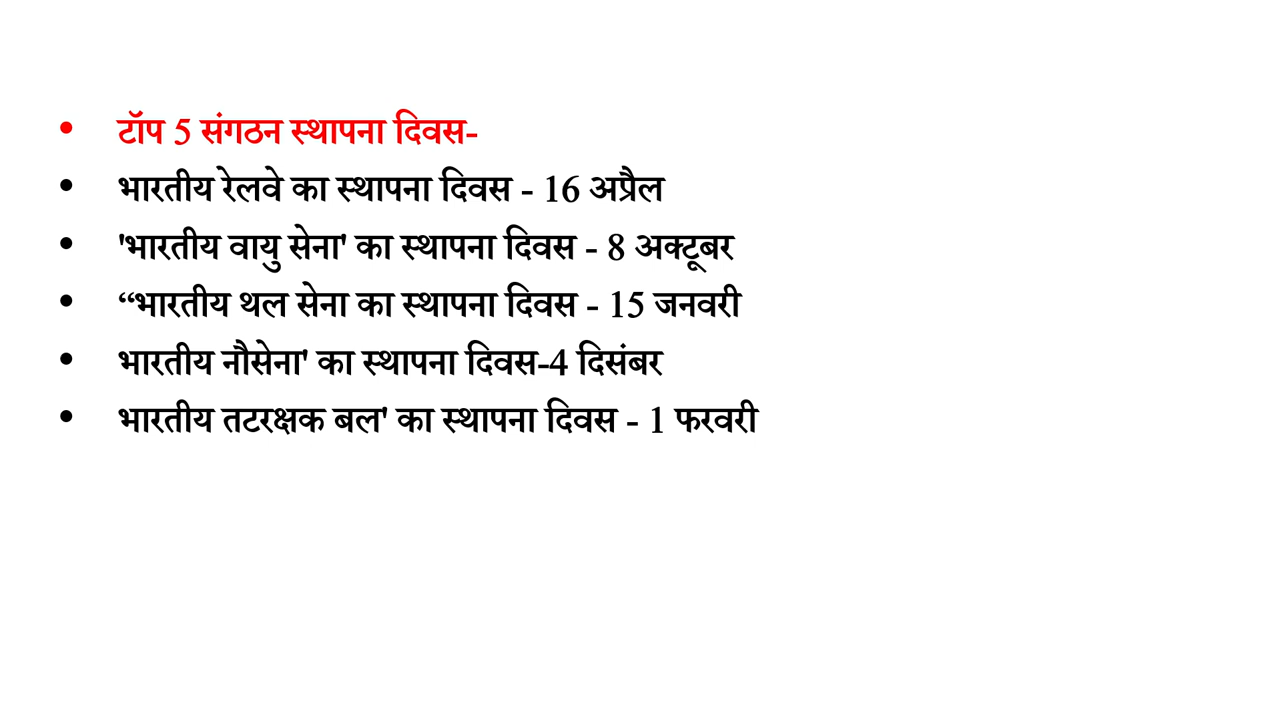 • टॉप 5 संगठन स्थापना दिवस-
• भारतीय रेलवे का स्थापना दिवस - 16 अप्रैल
• 'भारतीय वायु सेना' का स्थापना दिवस - 8 अक्टूबर
• “भारतीय थल सेना का स्थापना दिवस - 15 जनवरी
• भारतीय नौसेना' का स्थापना दिवस-4 दिसंबर
• भारतीय तटरक्षक बल' का स्थापना दिवस - 1 फरवरी